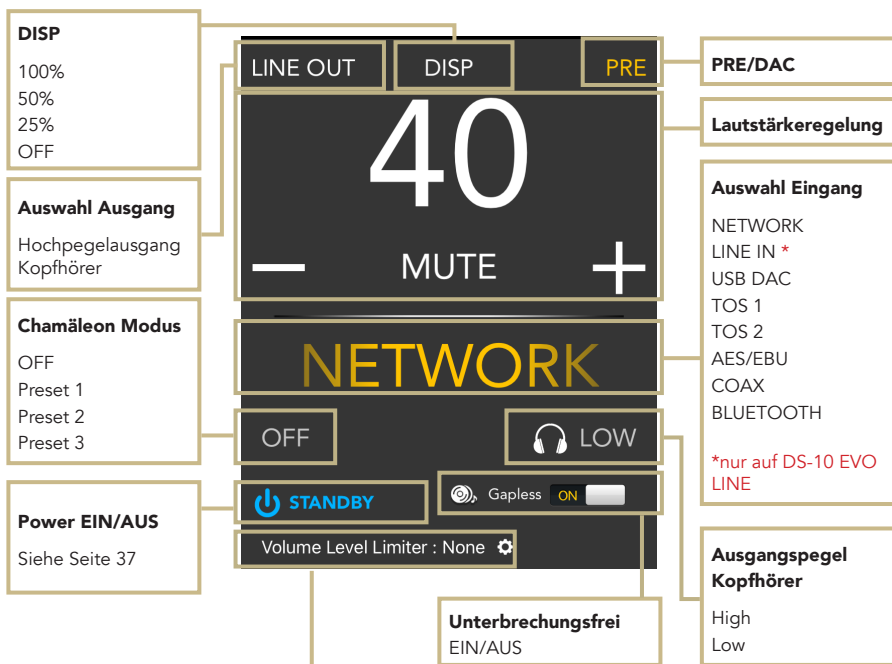 DISP
100%
50%
25%
OFF
Auswahl Ausgang
Hochpegelausgang
Kopfhörer
Chamäleon Modus
OFF
Preset 1
Preset 2
Preset 3
Power EIN/AUS
Siehe Seite 37
LINE OUT DISP PRE
40
MUTE
NETWORK
OFF LOW
STANDBY Gapless ON
Volume Level Limiter : None
Unterbrechungsfrei
EIN/AUS
PRE/DAC
Lautstärkeregelung
Auswahl Eingang
NETWORK
LINE IN *
USB DAC
TOS 1
TOS 2
AES/EBU
COAX
BLUETOOTH
*nur auf DS-10 EVO
LINE
Ausgangspegel
Kopfhörer
High
Low